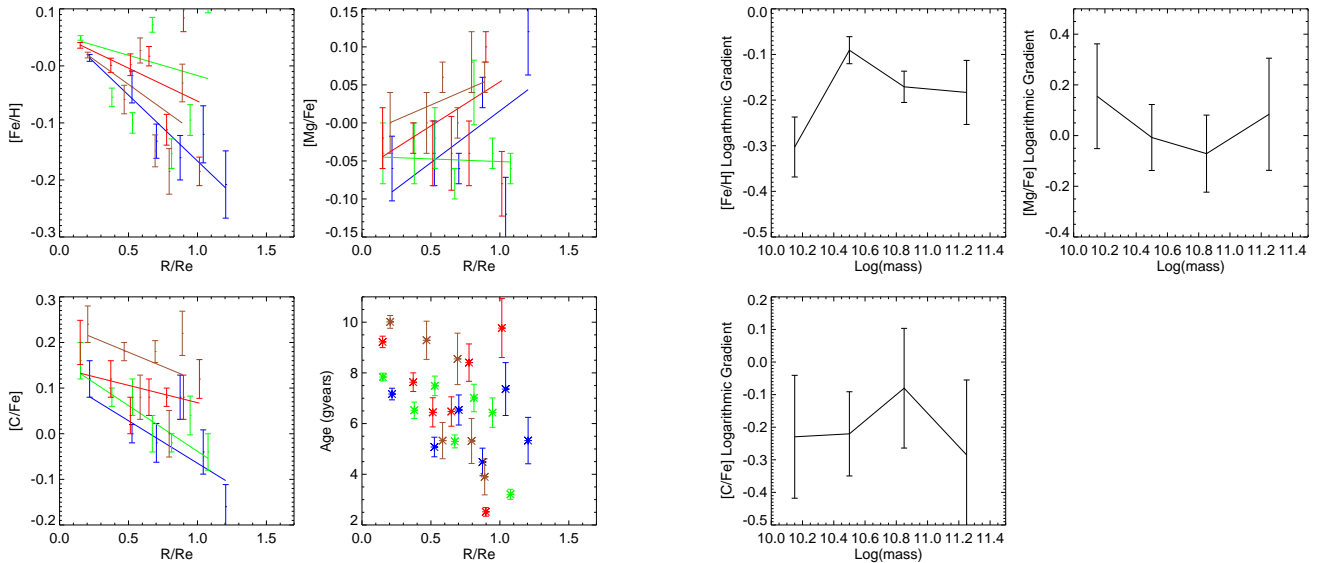 [Fe/H]
0.1
-0.0
-0.1
-0.2
-0.3
0.0 0.5 1.0 1.5
R/Re
[Mg/Fe]
0.15
0.10
0.05
-0.00
-0.05
-0.10
-0.15
0.0 0.5 1.0 1.5
R/Re
[Fe/H] Logarithmic Gradient
0.0
-0.1
-0.2
-0.3
-0.4
-0.5
10.0 10.2 10.4 10.6 10.8 11.0 11.2 11.4
Log(mass)
[Mg/Fe] Logarithmic Gradient
0.4
0.2
0.0
-0.2
-0.4
10.0 10.2 10.4 10.6 10.8 11.0 11.2 11.4
Log(mass)
[C/Fe]
0.3
0.2
0.1
0.0
-0.1
-0.2
0.0 0.5 1.0 1.5
R/Re
Age (gyears)
10
8
6
4
2
0.0 0.5 1.0 1.5
R/Re
[C/Fe] Logarithmic Gradient
0.2
0.1
0.0
-0.1
-0.2
-0.3
-0.4
-0.5
10.0 10.2 10.4 10.6 10.8 11.0 11.2 11.4
Log(mass)